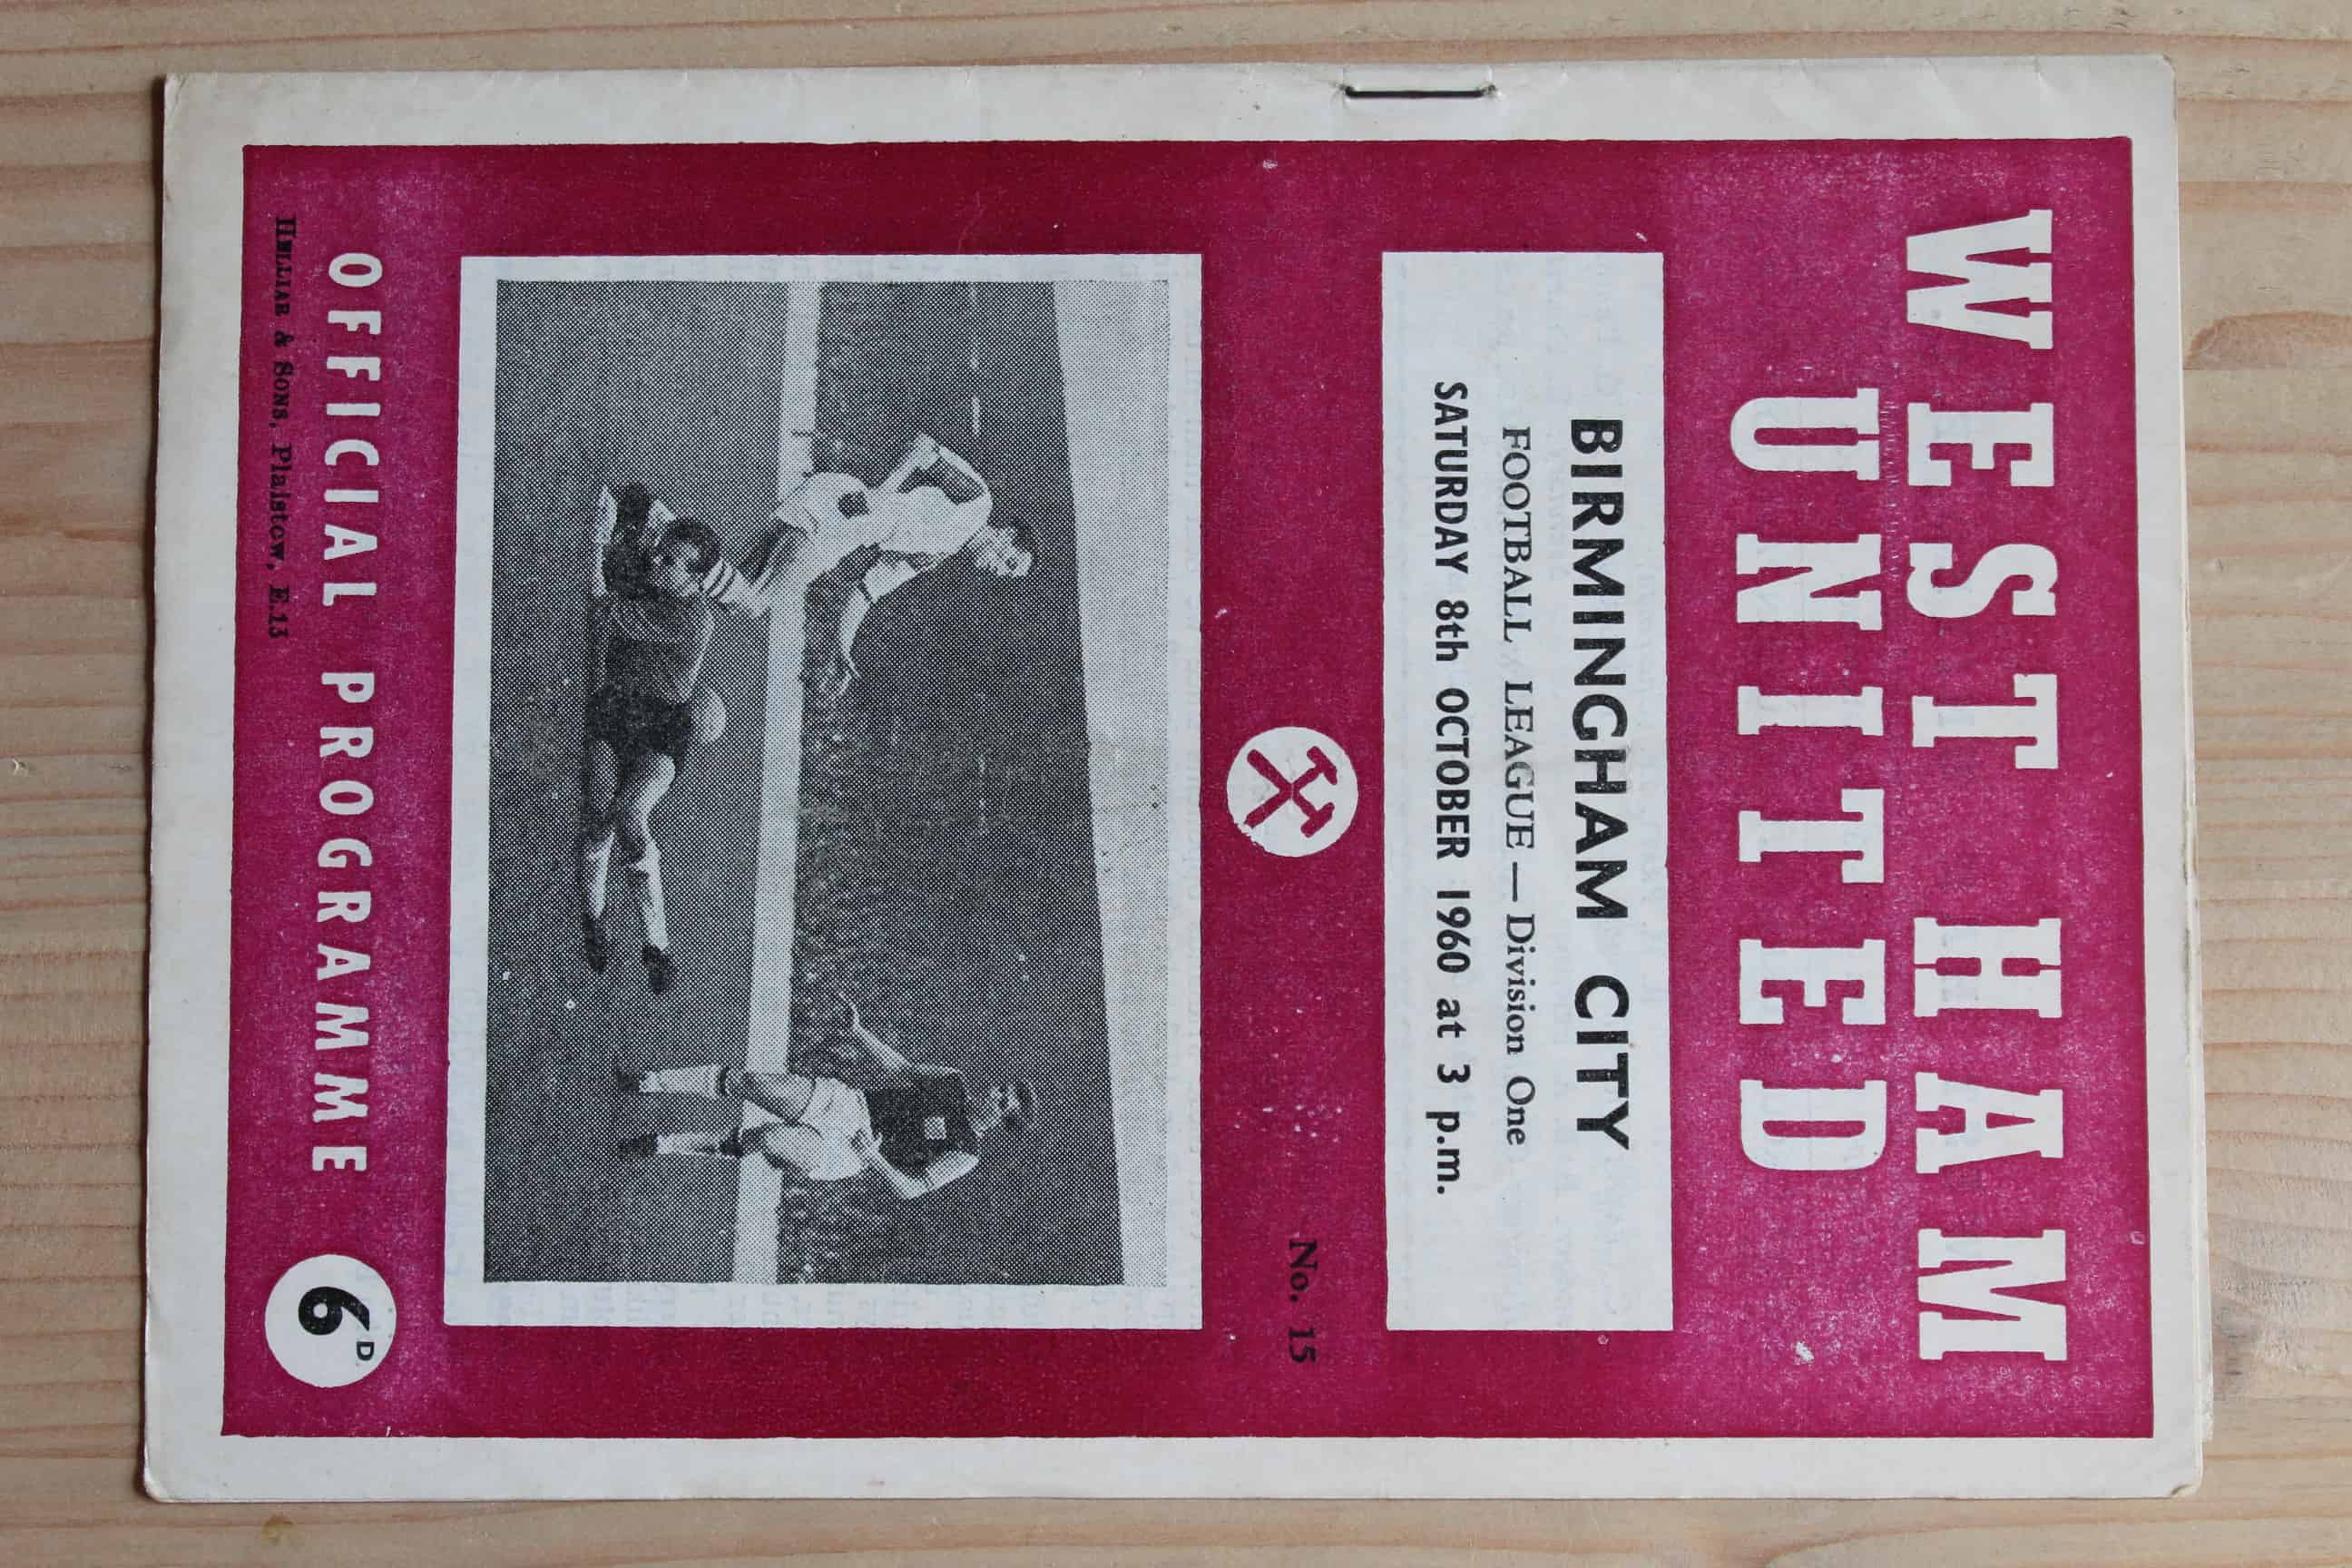 WEST HAM
UNITED
BIRMINGHAM CITY
FOOTBALL LEAGUE — Division One
SATURDAY 8th OCTOBER 1960 at 3 p.m.
No. 15
OFFICIAL PROGRAMME
6D
Helliar & Sons, Plaistow, E.13